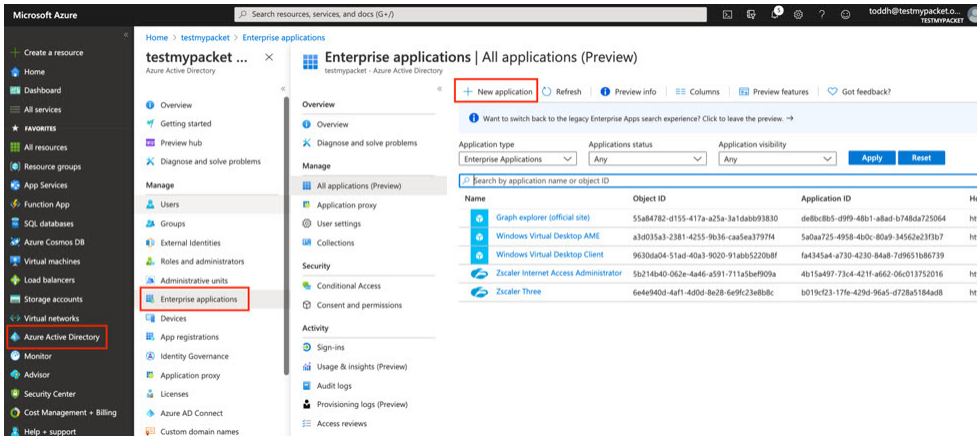 Microsoft Azure
Search resources, services, and docs (G+/)
5
toddh@testmypacket.o...
TESTMYPACKET
Create a resource
Home
Dashboard
All services
FAVORITES
All resources
Resource groups
App Services
Function App
SQL databases
Azure Cosmos DB
Virtual machines
Load balancers
Storage accounts
Virtual networks
Azure Active Directory
Monitor
Advisor
Security Center
Cost Management + Billing
Help + support
Home > testmypacket > Enterprise applications
testmypacket ...
Azure Active Directory
Overview
Getting started
Preview hub
Diagnose and solve problems
Manage
Users
Groups
External Identities
Roles and administrators
Administrative units
Enterprise applications
Devices
App registrations
Identity Governance
Application proxy
Licenses
Azure AD Connect
Custom domain names
Enterprise applications | All applications (Preview)
testmypacket - Azure Active Directory
Overview
Overview
Diagnose and solve problems
Manage
All applications (Preview)
Application proxy
User settings
Collections
Security
Conditional Access
Consent and permissions
Activity
Sign-ins
Usage & insights (Preview)
Audit logs
Provisioning logs (Preview)
Access reviews
New application Refresh Preview info Columns Preview features Got feedback?
Want to switch back to the legacy Enterprise Apps search experience? Click to leave the preview. →
Application type Applications status Application visibility
Enterprise Applications Any Any Apply Reset
Search by application name or object ID
Name Object ID Application ID Ho
Graph explorer (official site) 55a84782-d155-417a-a25a-3a1dabb93830 de8bc8b5-d9f9-48b1-a8ad-b748da725064 ht
Windows Virtual Desktop AME a3d035a3-2381-4255-9b36-caa5ea3797f4 5a0aa725-4958-4b0c-80a9-34562e23f3b7 ht
Windows Virtual Desktop Client 9630da04-51ad-40a3-9020-91abb5220b8f fa4345a4-a730-4230-84a8-7d9651b86739 ht
Zscaler Internet Access Administrator 5b214b40-062e-4a46-a591-711a5bef909a 4b15a497-73c4-421f-a662-06c013752016 ht
Zscaler Three 6e4e940d-4af1-4d0d-8e28-6e9fc23e8b8c b019cf23-17fe-429d-96a5-d728a5184ad8 ht